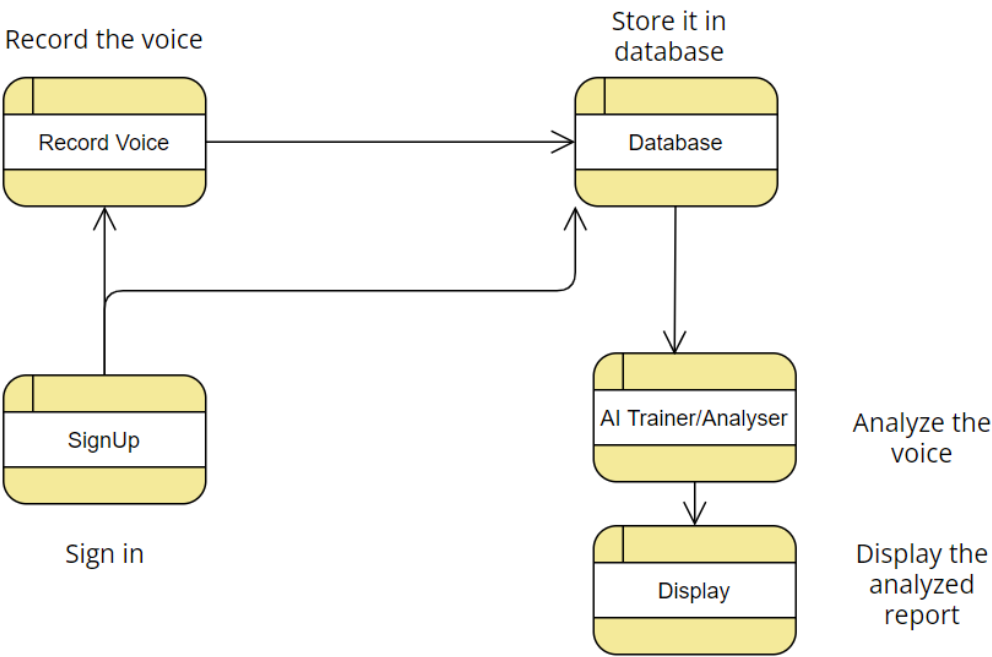 Record the voice
Store it in
database
Record Voice
Database
SignUp
AI Trainer/Analyser
Analyze the
voice
Sign in
Display
Display the
analyzed
report